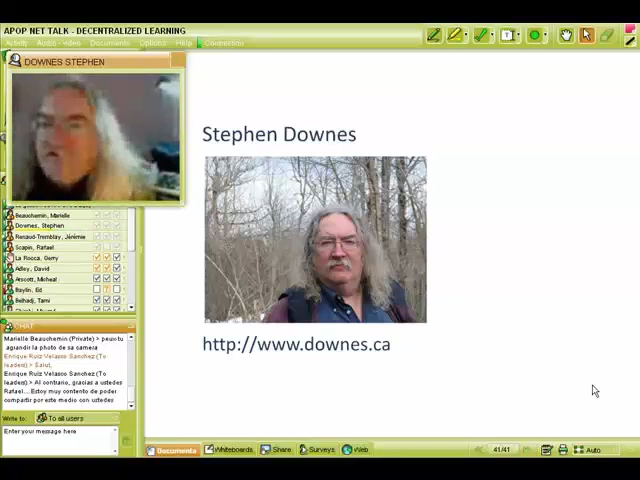 APOP NET TALK - DECENTRALIZED LEARNING
Audio - video Documents Options Help Connection
DOWNES STEPHEN
Stephen Downes
Beauchemin, Marielle
Downes, Stephen
Renaud-Tremblay, Jérémie
Scapin, Rafael
La Rocca, Gerry
Adley, David
Arscott, Micheal
Baylin, Ed
Belhadj, Tami
http://www.downes.ca
CHAT
Marielle Beauchemin (Private) > peux tu
agrandir la photo de sa camera
Enrique Ruiz Velasco Sanchez (To
leaders) > Salut,
Enrique Ruiz Velasco Sanchez (To
leaders) > Al contrario, gracias a ustedes
Rafael....Estoy muy contento de poder
compartir por este medio con ustedes
Write to: To all users
Enter your message here
Documents Whiteboards Share Surveys Web 41/41 Auto